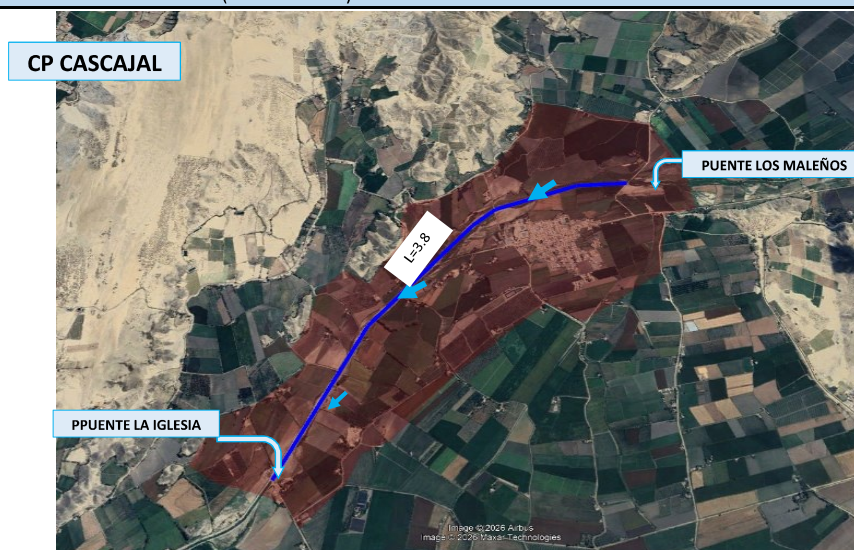 CP CASCAJAL
PUENTE LOS MALEÑOS
L=3.8
PPUENTE LA IGLESIA
Image © 2026 Airbus
Image © 2026 Maxar Technologies